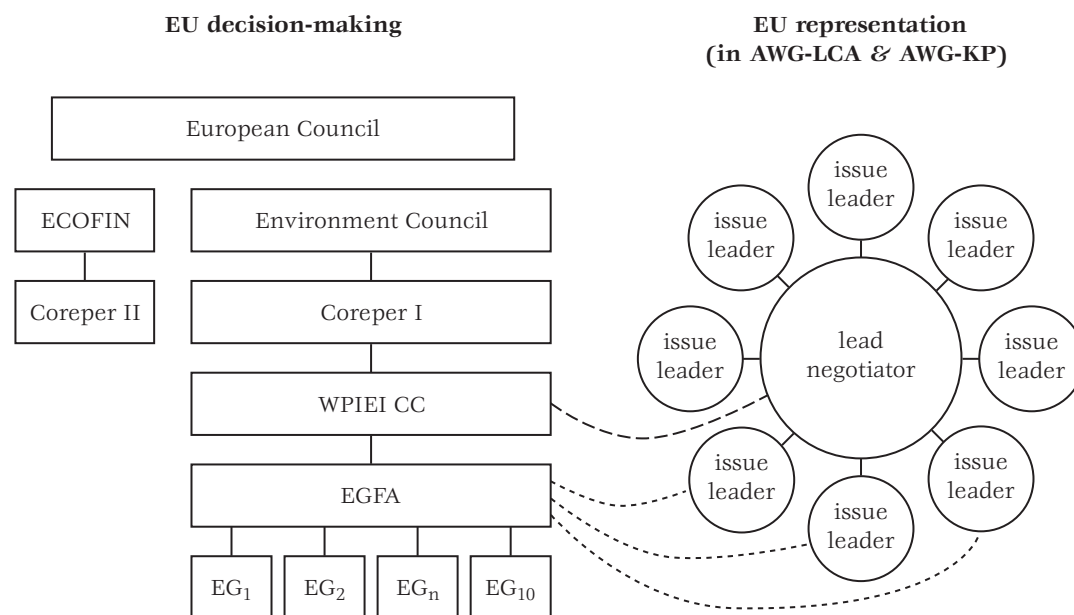 EU decision-making
EU representation
(in AWG-LCA & AWG-KP)
European Council
ECOFIN
Environment Council
Coreper II
Coreper I
WPIEI CC
EGFA
EG1
EG2
EGn
EG10
issue
leader
issue
leader
issue
leader
issue
leader
lead
negotiator
issue
leader
issue
leader
issue
leader
issue
leader